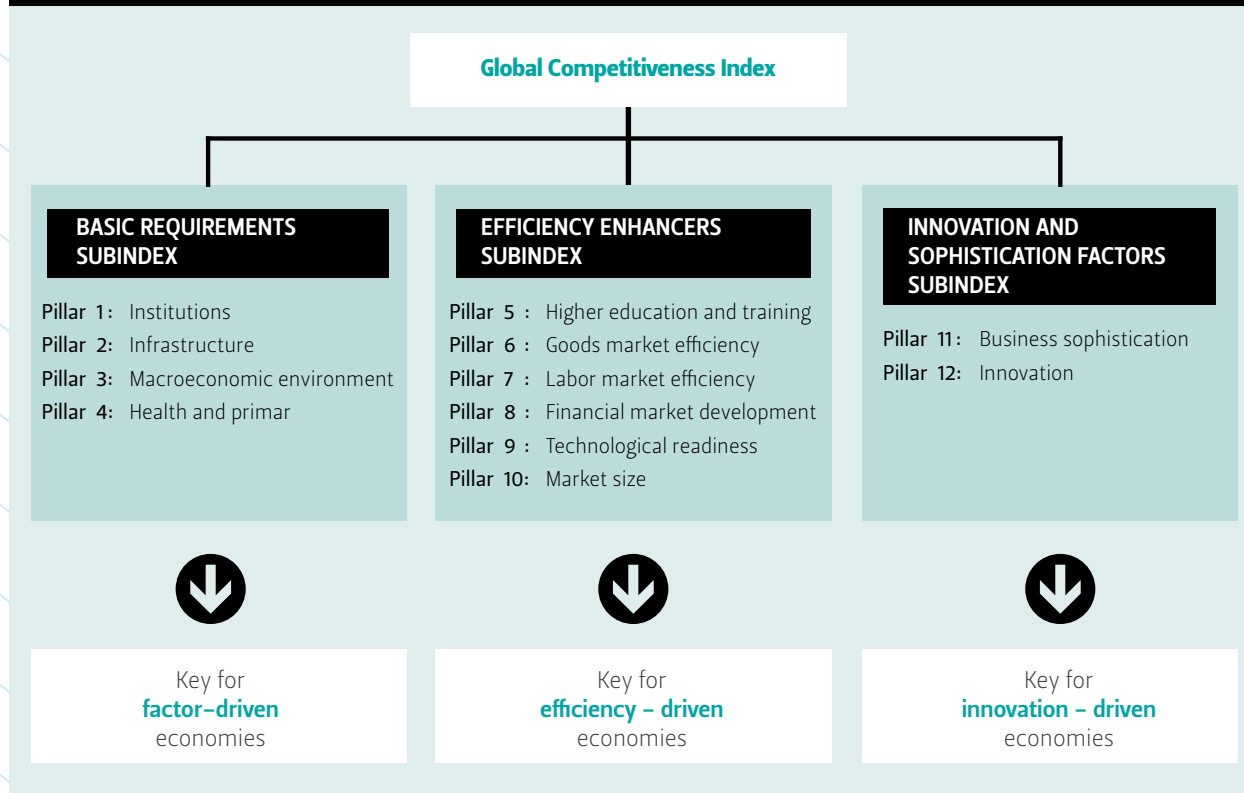 Global Competitiveness Index
BASIC REQUIREMENTS
SUBINDEX
Pillar 1: Institutions
Pillar 2: Infrastructure
Pillar 3: Macroeconomic environment
Pillar 4: Health and primar
EFFICIENCY ENHANCERS
SUBINDEX
Pillar 5 : Higher education and training
Pillar 6 : Goods market efficiency
Pillar 7 : Labor market efficiency
Pillar 8 : Financial market development
Pillar 9 : Technological readiness
Pillar 10: Market size
INNOVATION AND
SOPHISTICATION FACTORS
SUBINDEX
Pillar 11: Business sophistication
Pillar 12: Innovation
Key for
factor-driven
economies
Key for
efficiency - driven
economies
Key for
innovation - driven
economies